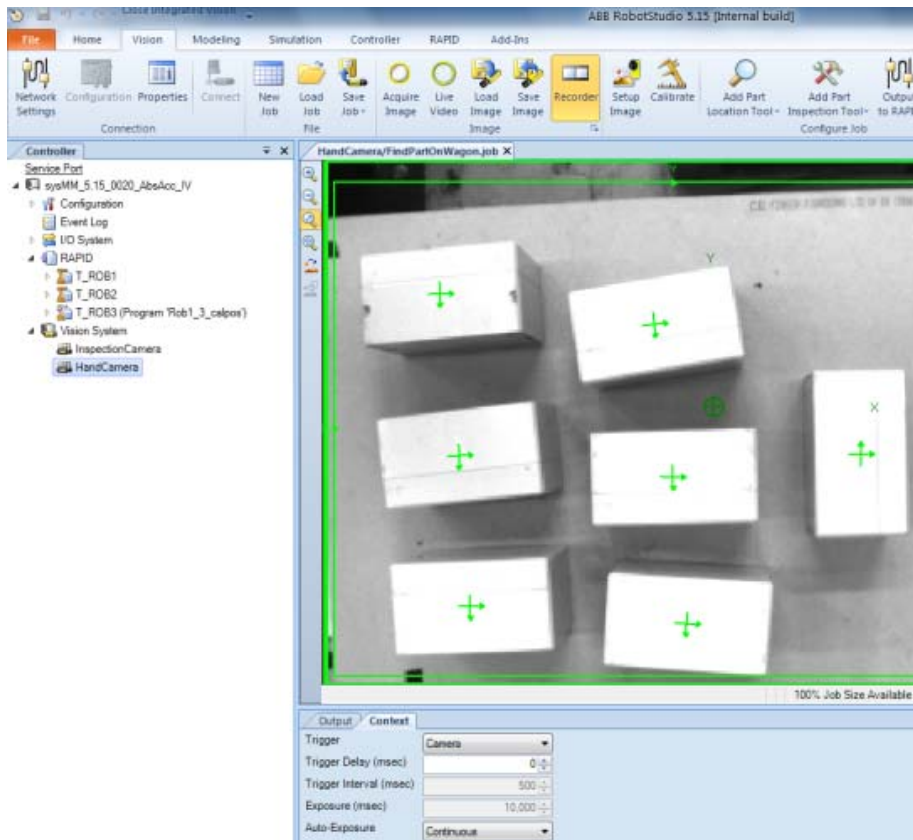 Close Integrated Vision
ABB RobotStudio 5.15 [Internal build]
File Home Vision Modeling Simulation Controller RAPID Add-Ins
Network Settings
Configuration
Properties
Connect
Connection
New Job
Load Job
Save Job
File
Acquire Image
Live Video
Load Image
Save Image
Image
Recorder
Setup Image
Calibrate
Add Part Location Tool
Add Part Inspection Tool
Output to RAPI
Configure Job
Controller
HandCamera/FindPartOnWagon.job
Service Port
sysMM_5.15_0020_AbsAcc_IV
Configuration
Event Log
I/O System
RAPID
T_ROB1
T_ROB2
T_ROB3 (Program 'Rob1_3_calpos')
Vision System
InspectionCamera
HandCamera
Y
X
100% Job Size Available
Output Context
Trigger Camera
Trigger Delay (msec) 0
Trigger Interval (msec) 500
Exposure (msec) 10,000
Auto-Exposure Continuous